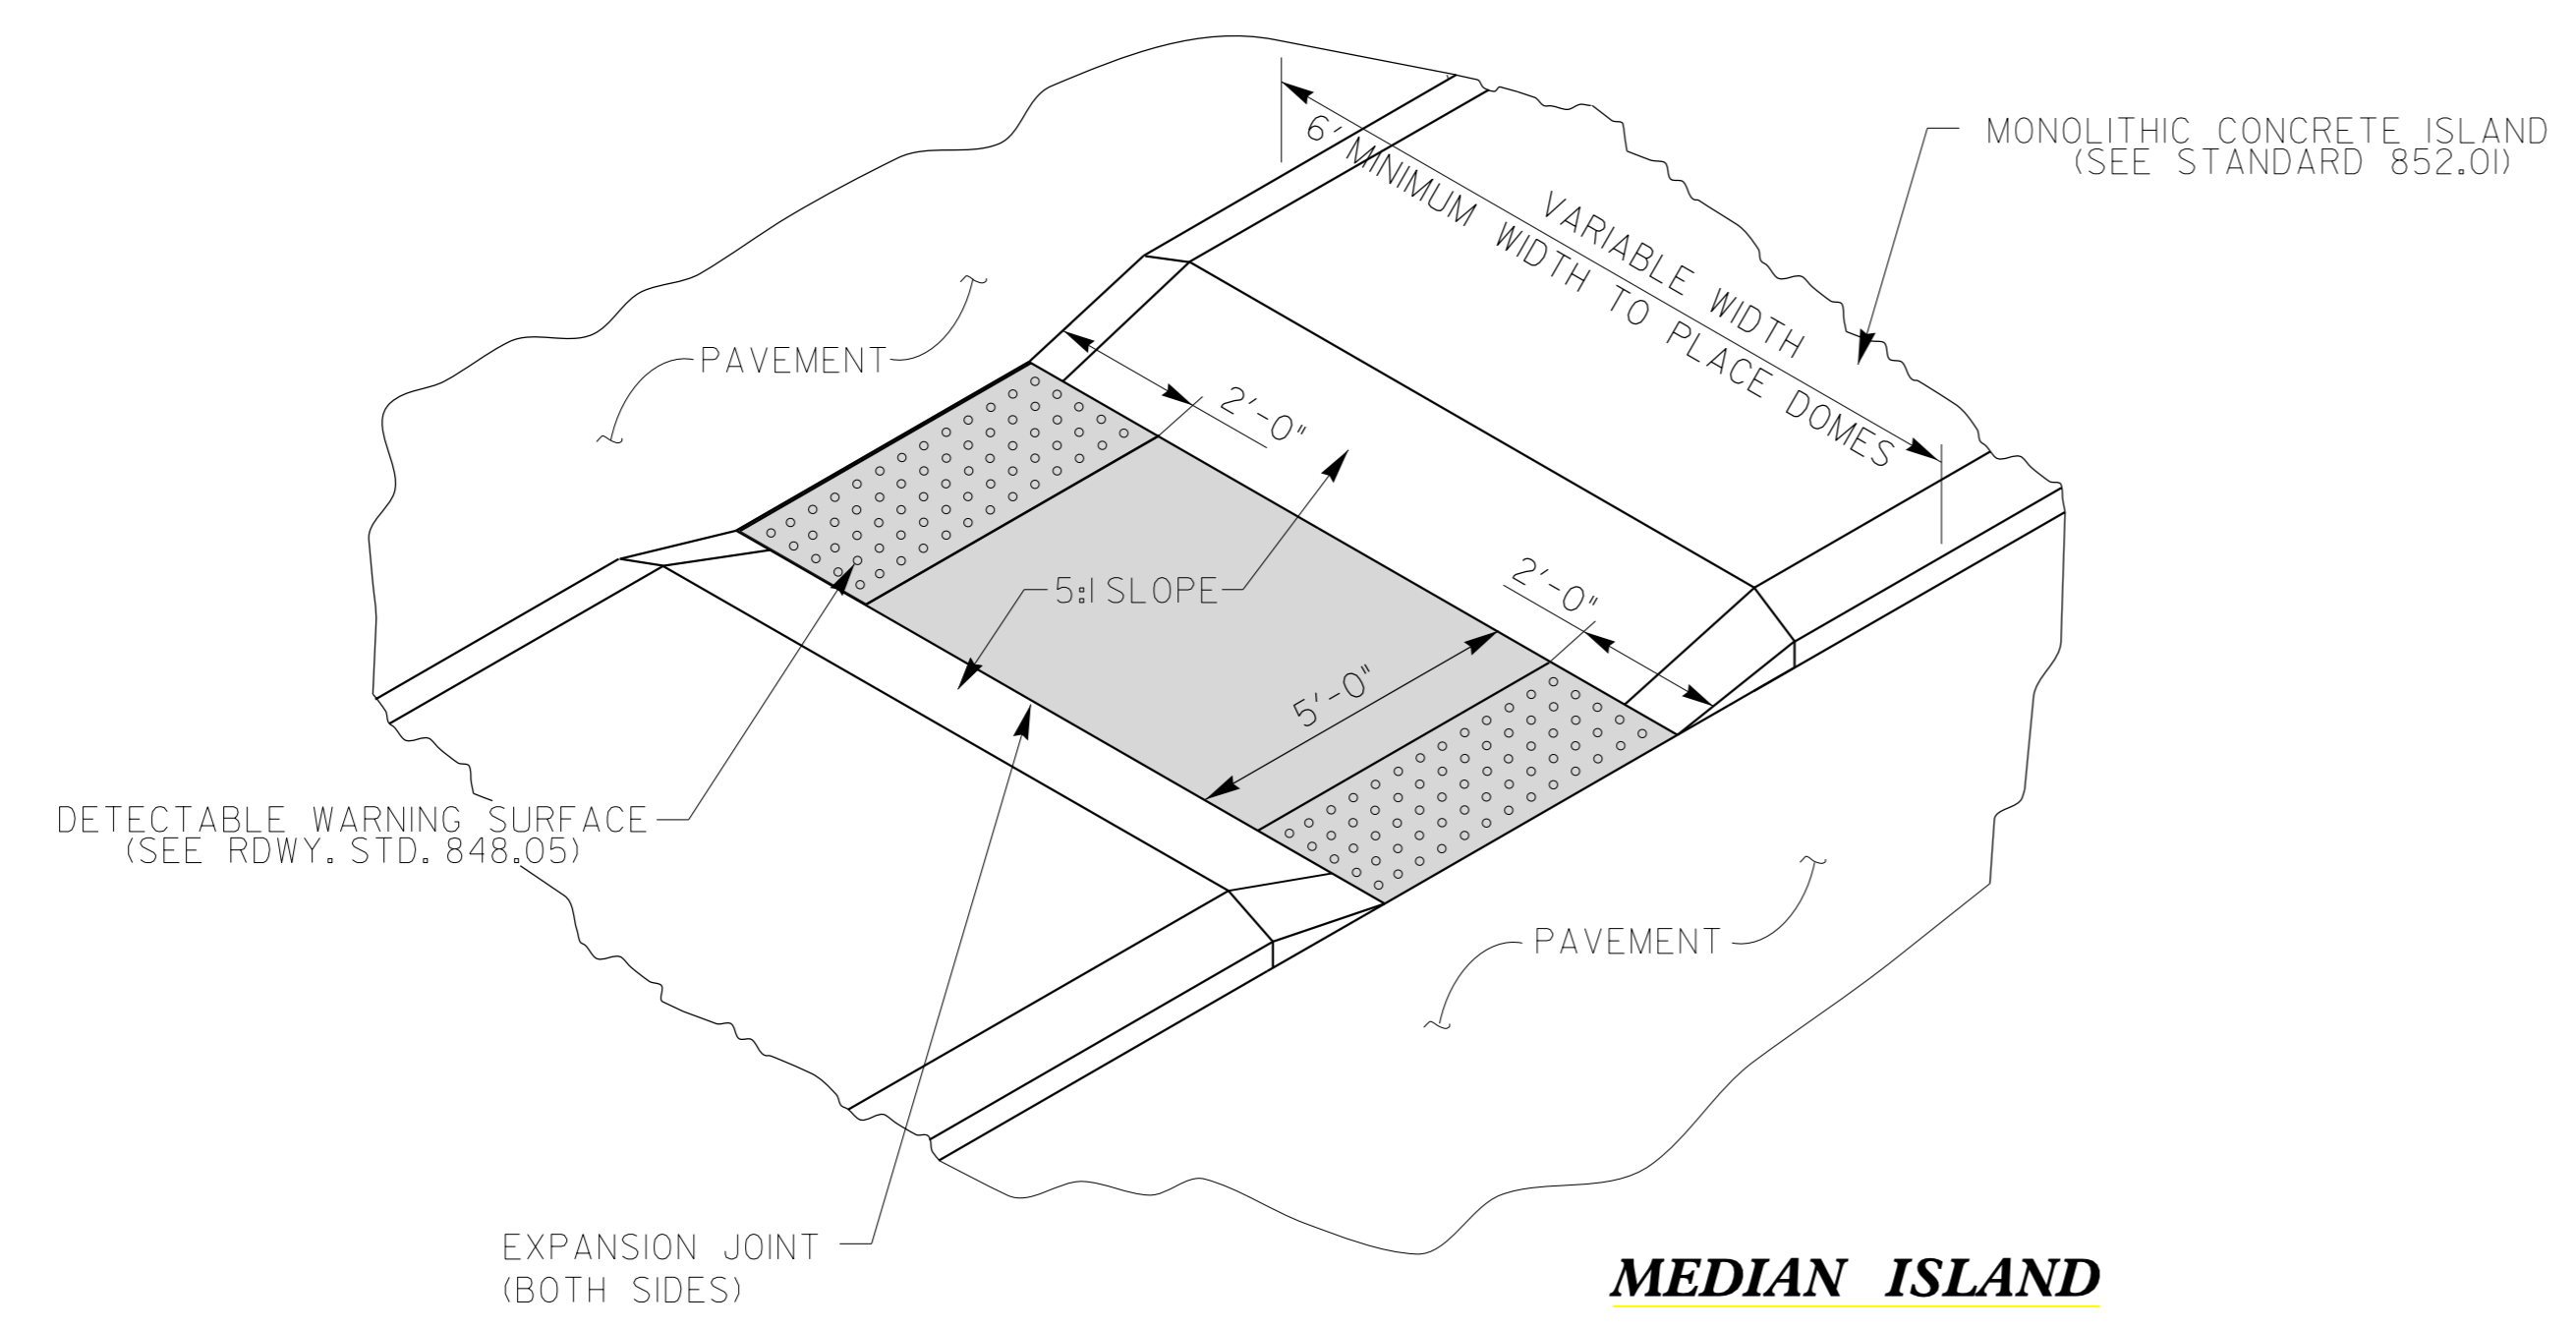 MONOLITHIC CONCRETE ISLAND
(SEE STANDARD 852.01)
VARIABLE WIDTH
6' MINIMUM WIDTH TO PLACE DOMES
PAVEMENT
2'-0"
5:1 SLOPE
2'-0"
5'-0"
DETECTABLE WARNING SURFACE
(SEE RDWY. STD. 848.05)
PAVEMENT
EXPANSION JOINT
(BOTH SIDES)
MEDIAN ISLAND